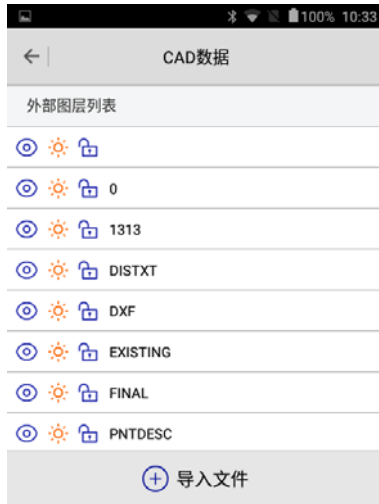 100% 10:33
CAD数据
外部图层列表
0
1313
DISTXT
DXF
EXISTING
FINAL
PNTDESC
导入文件